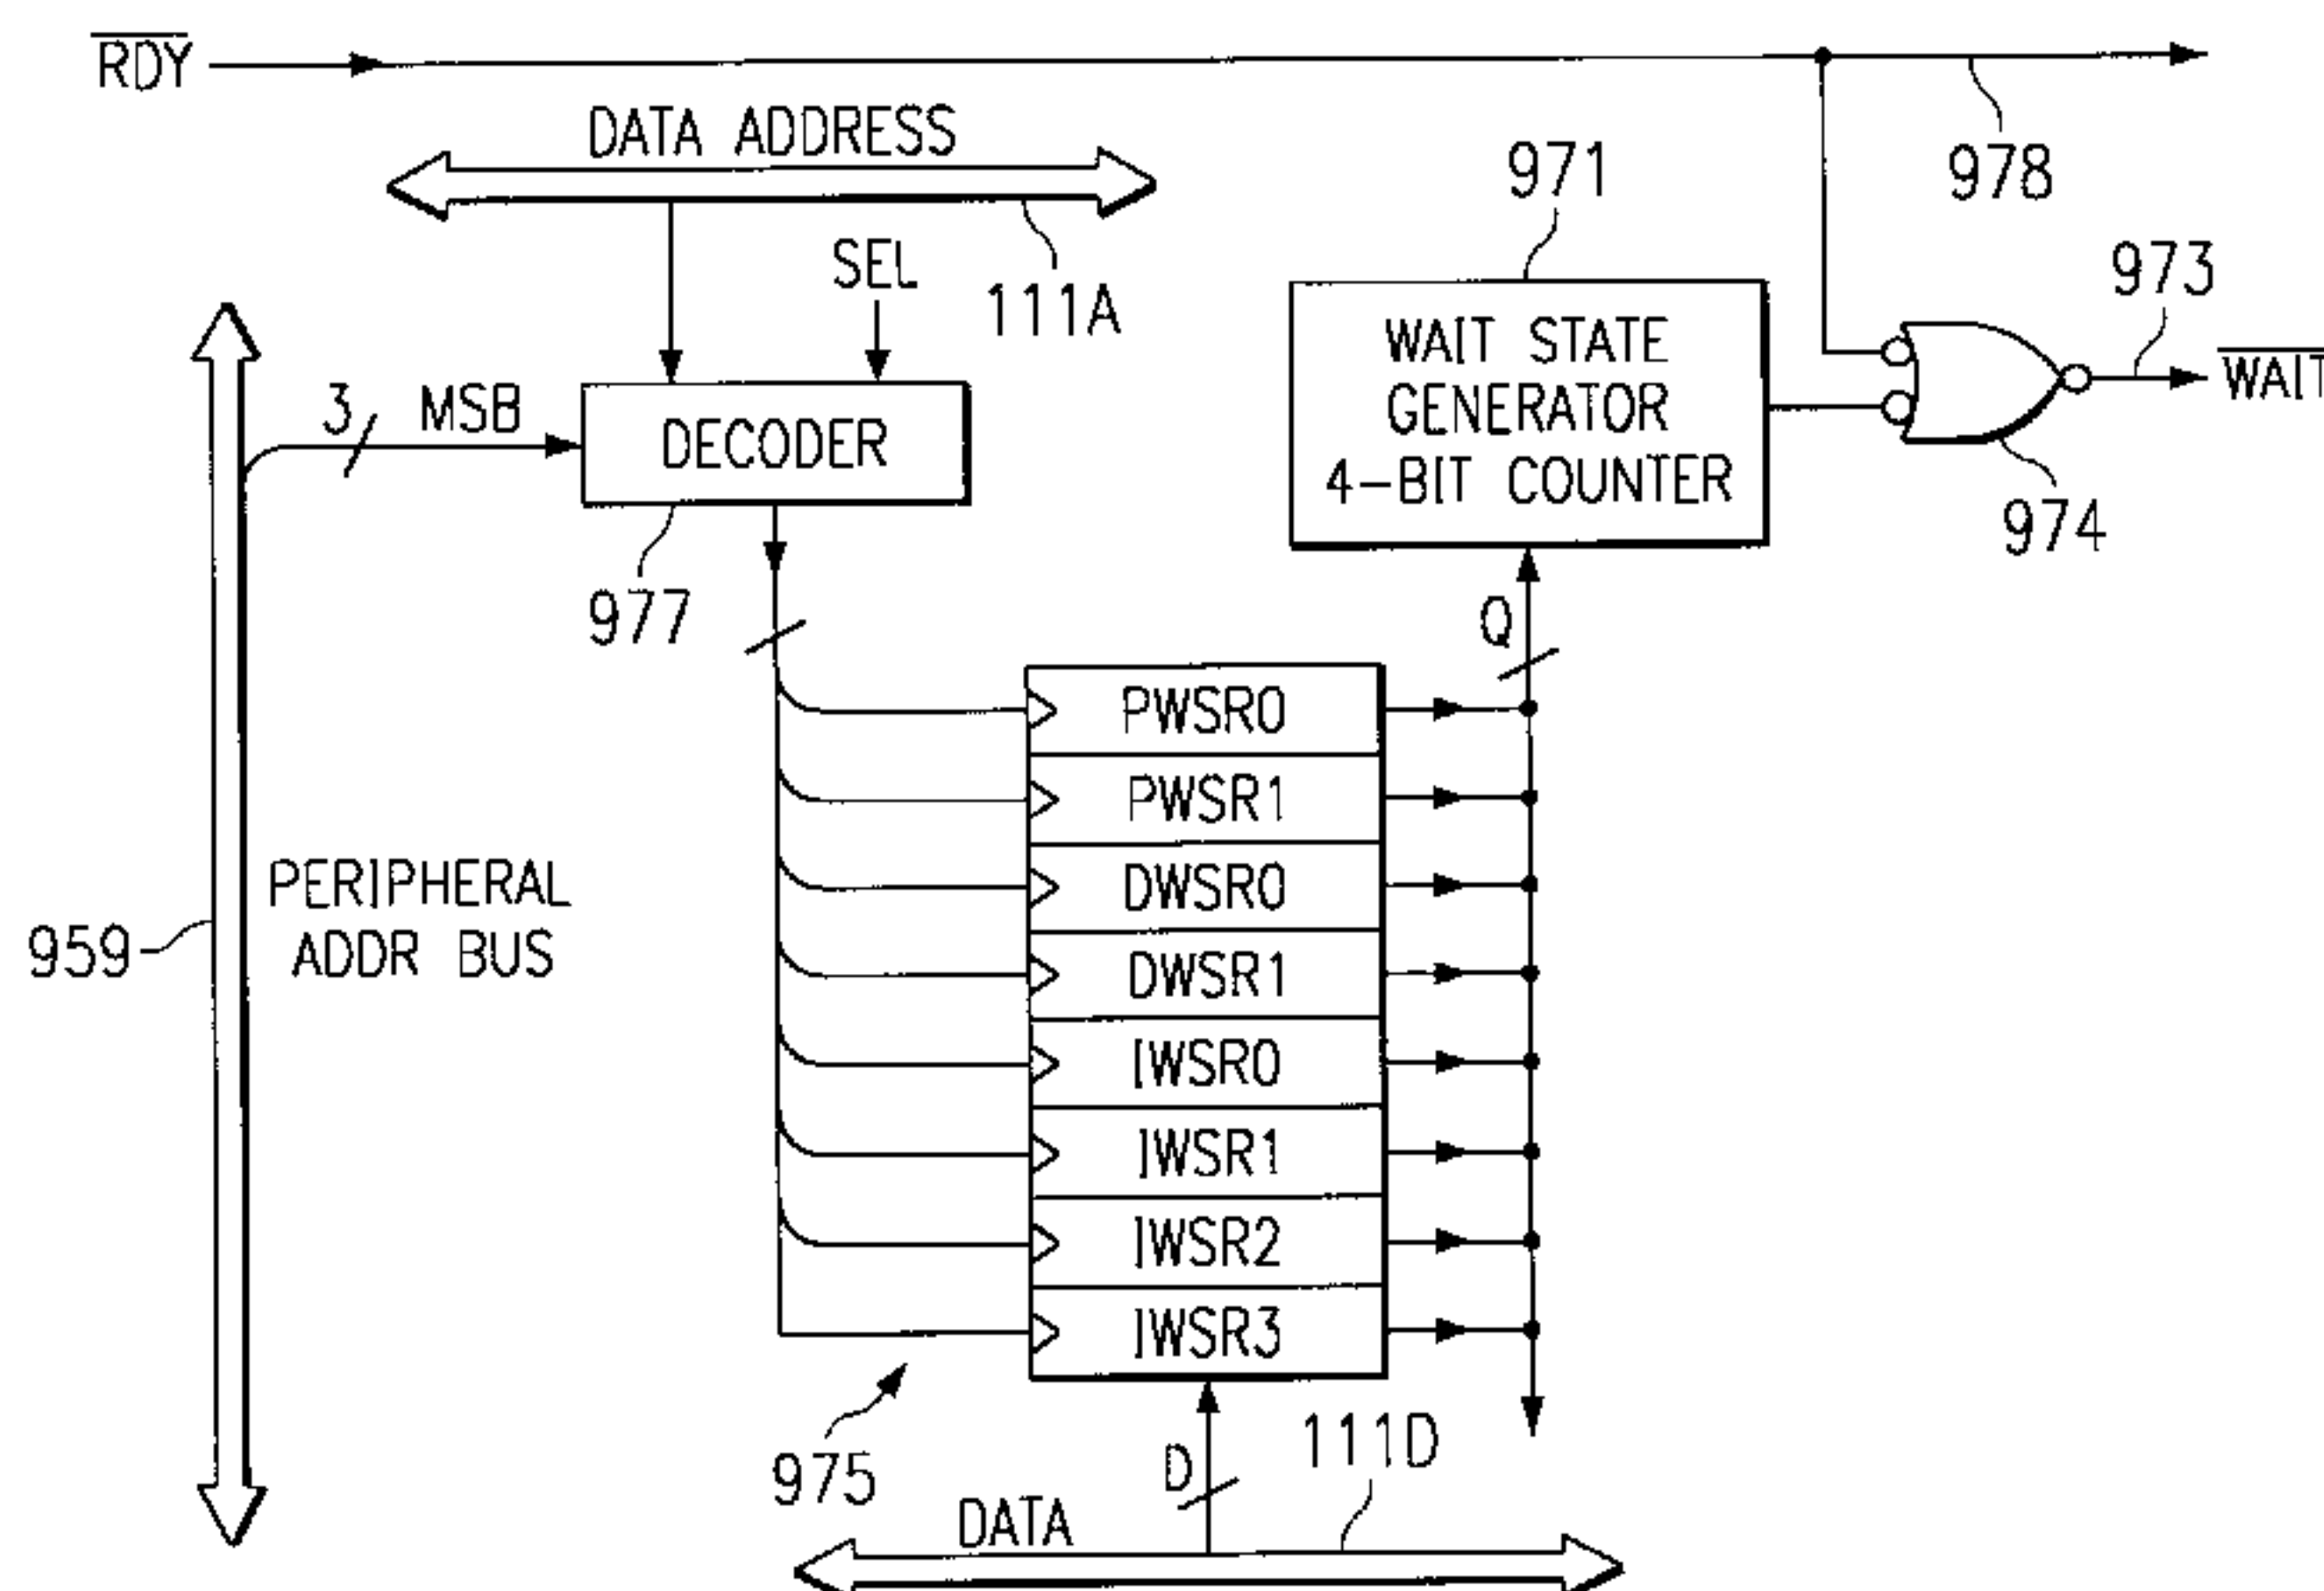 RDY
DATA ADDRESS
978
971
SEL
111A
973
3 MSB
DECODER
WAIT STATE
GENERATOR
4-BIT COUNTER
WAIT
974
977
Q
PWSR0
PWSR1
PERIPHERAL
ADDR BUS
959
DWSR0
DWSR1
IWSR0
IWSR1
IWSR2
IWSR3
975
D
111D
DATA